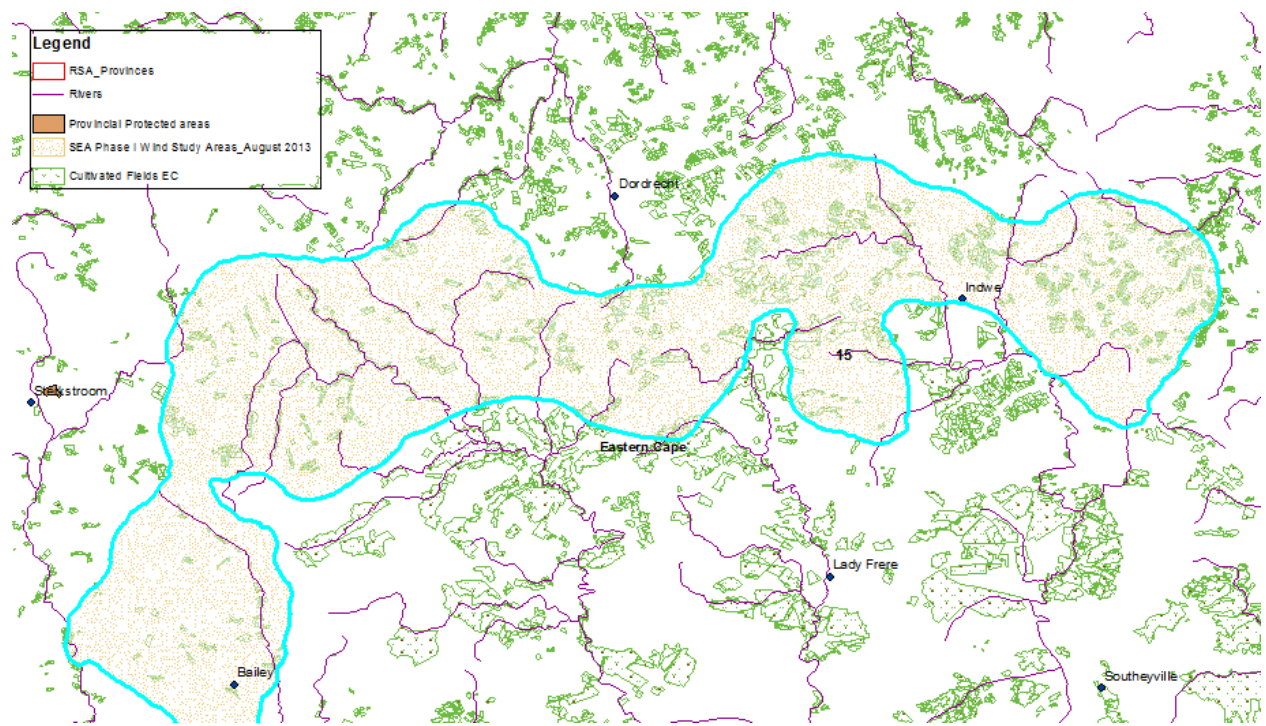 Legend
RSA_Provinces
Rivers
Provincial Protected areas
SEA Phase I Wind Study Areas_August 2013
Cultivated Fields EC
Dordrecht
Indwe
15
Sterkstroom
Eastern Cape
Lady Frere
Bailey
Southeyville